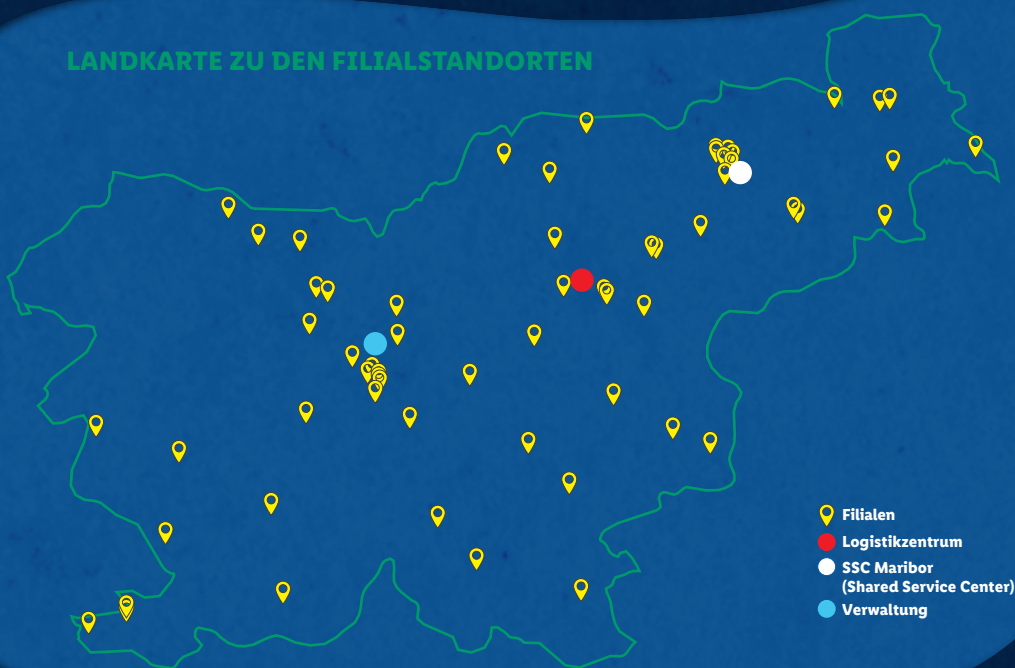 LANDKARTE ZU DEN FILIALSTANDORTEN
Filialen
Logistikzentrum
SSC Maribor
(Shared Service Center)
Verwaltung